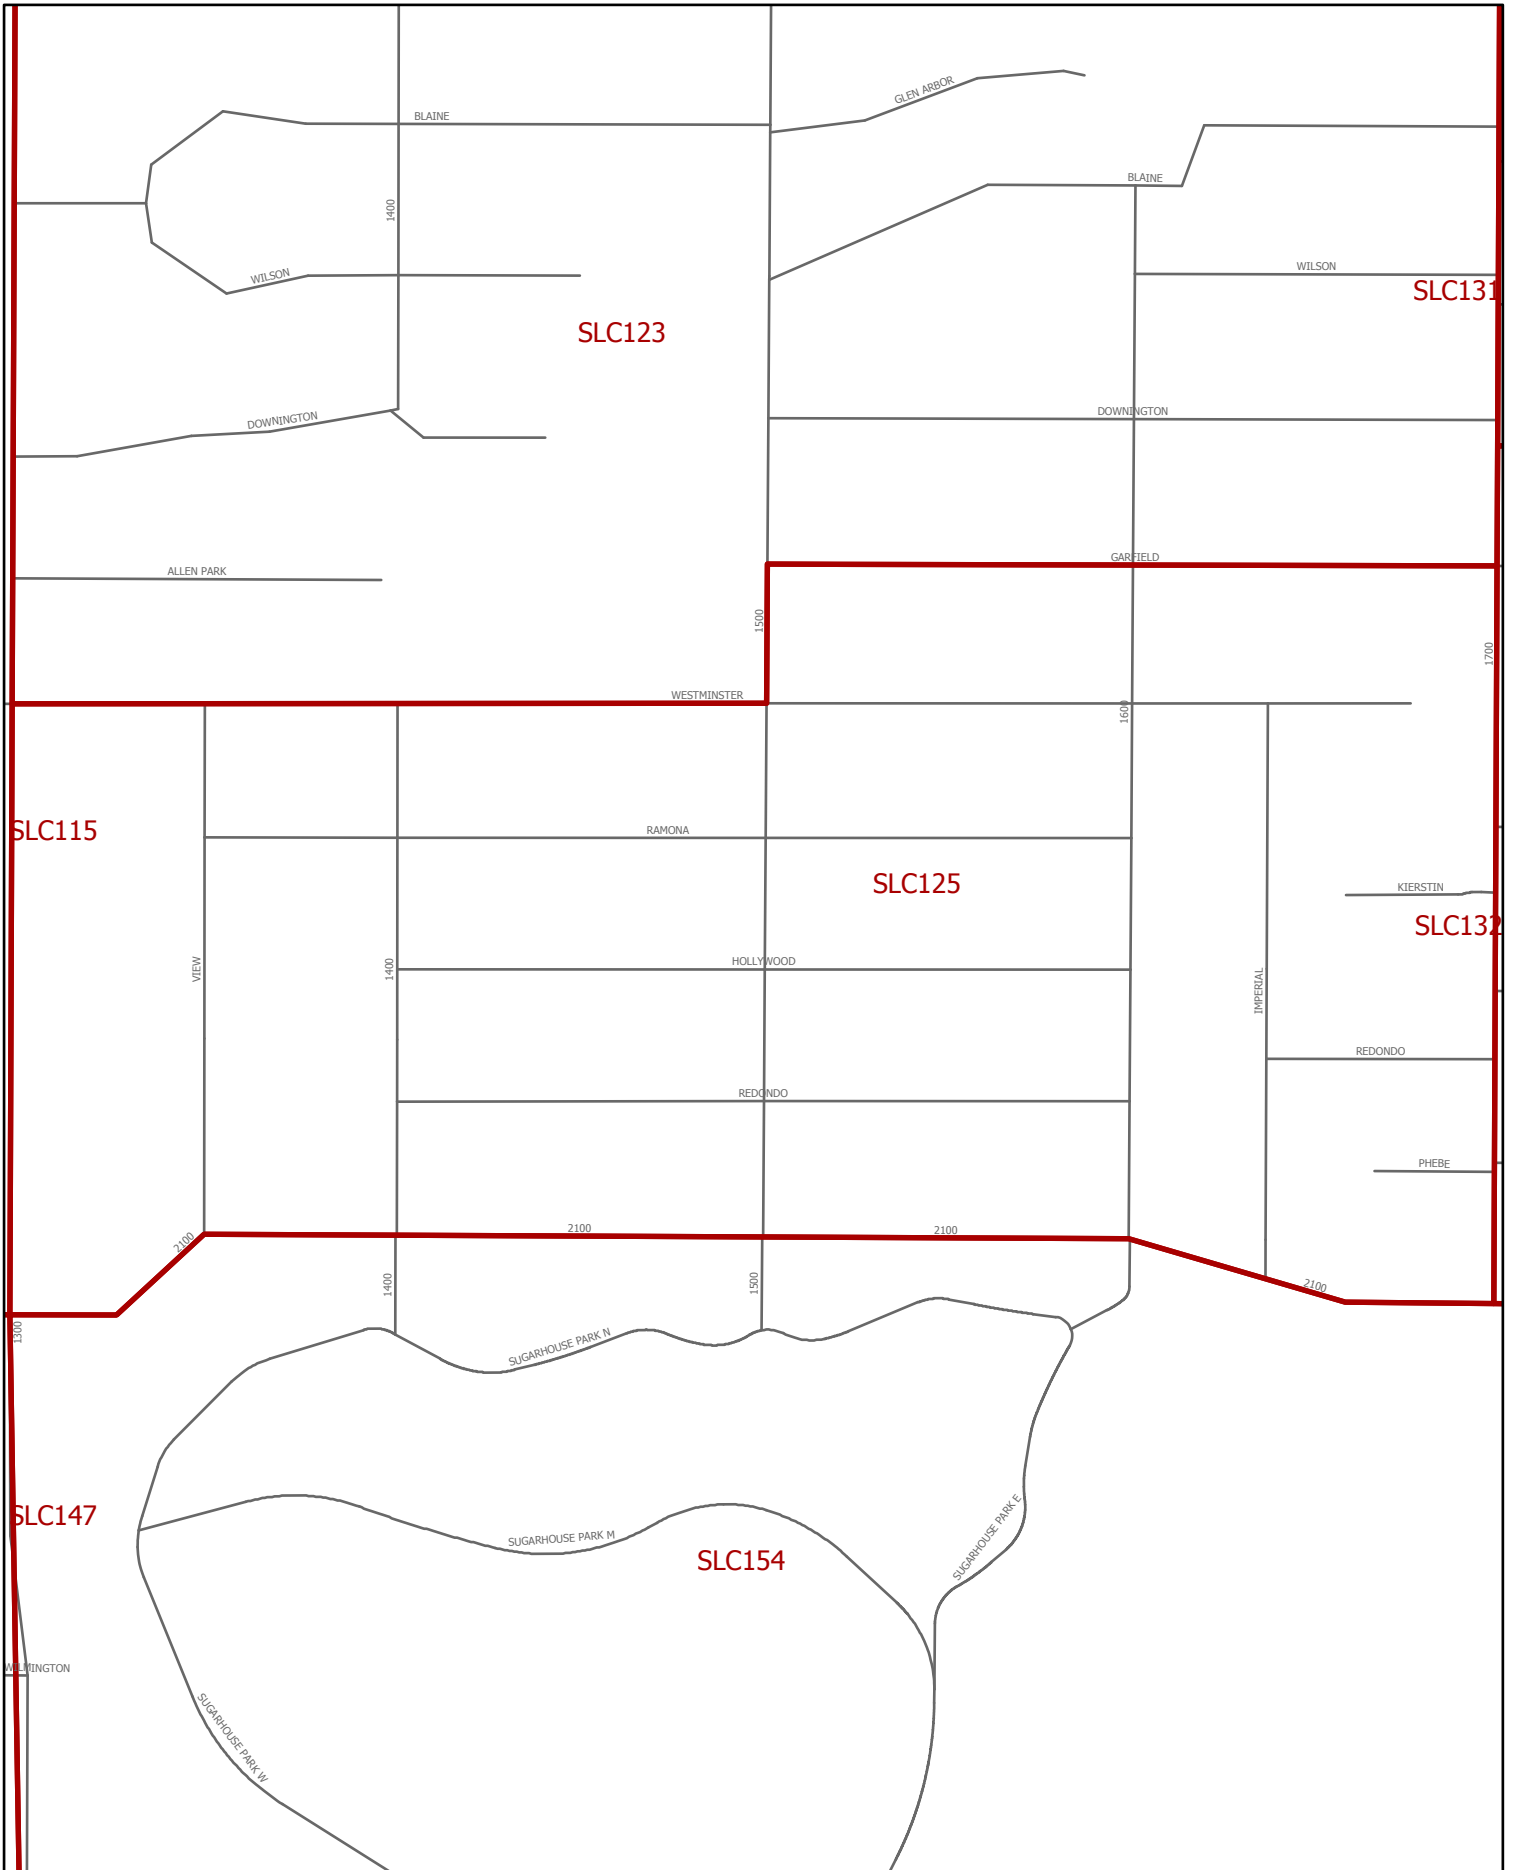 GLEN ARBOR
BLAINE
BLAINE
1400
WILSON
WILSON
SLC131
SLC123
DOWNINGTON
DOWNINGTON
GARFIELD
ALLEN PARK
1500
1700
WESTMINSTER
1600
SLC115
RAMONA
SLC125
KIERSTIN
SLC132
HOLLYWOOD
VIEW
1400
IMPERIAL
REDONDO
REDONDO
PHEBE
2100
2100
2100
1400
1500
2100
1300
SUGARHOUSE PARK N
SLC147
SUGARHOUSE PARK M
SUGARHOUSE PARK E
SLC154
WILMINGTON
SUGARHOUSE PARK W